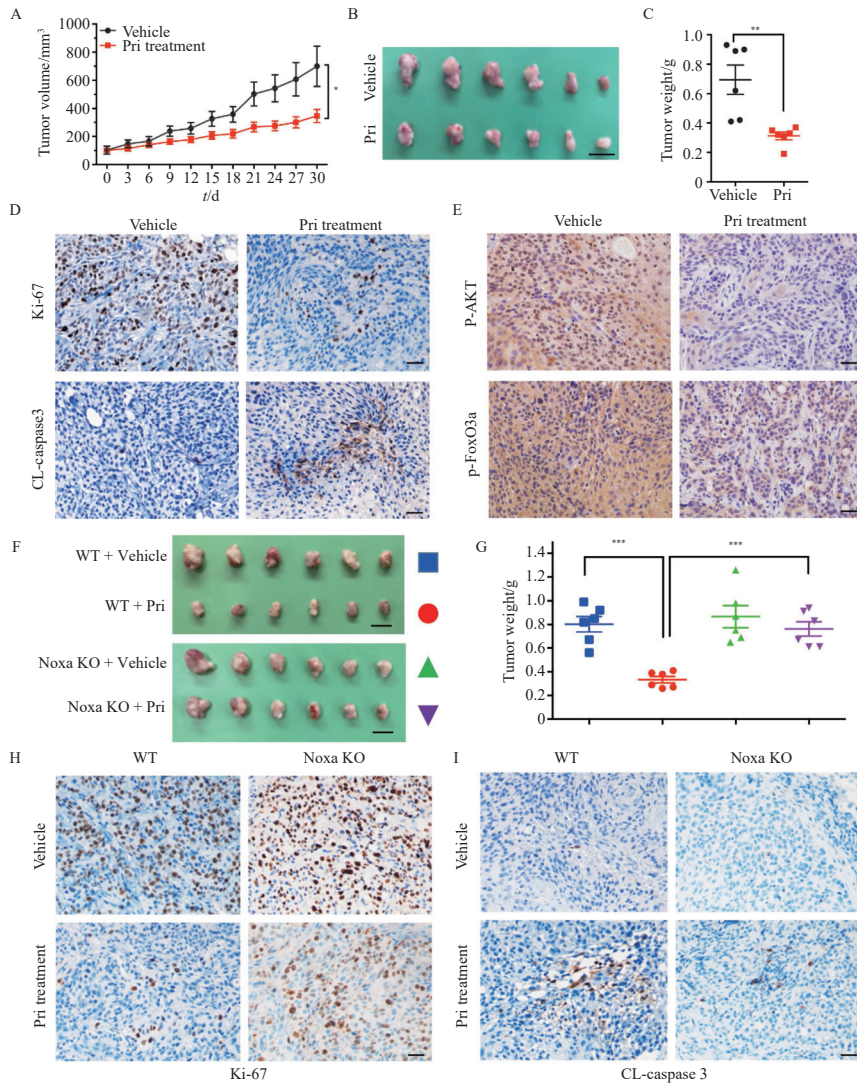 A
Tumor volume/mm³
1000
800
600
400
200
0
Vehicle
Pri treatment
*
0 3 6 9 12 15 18 21 24 27 30
t/d
B
Vehicle
Pri
C
Tumor weight/g
1.0
0.8
0.6
0.4
0.2
0
**
Vehicle Pri
D
Vehicle Pri treatment
Ki-67
CL-caspase3
E
Vehicle Pri treatment
P-AKT
p-FoxO3a
F
WT + Vehicle
WT + Pri
Noxa KO + Vehicle
Noxa KO + Pri
G
Tumor weight/g
1.4
1.2
1.0
0.8
0.6
0.4
0.2
0
*** ***
H
WT Noxa KO
Vehicle
Pri treatment
Ki-67
I
WT Noxa KO
Vehicle
Pri treatment
CL-caspase 3